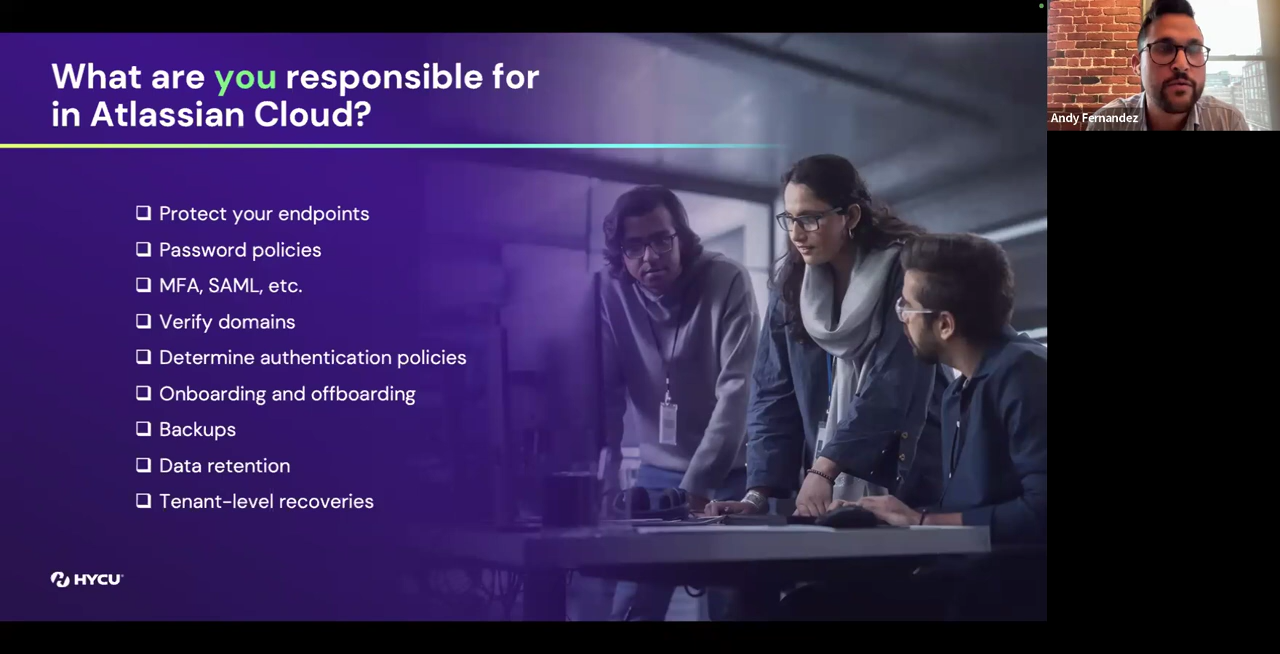 What are you responsible for
in Atlassian Cloud?
Protect your endpoints
Password policies
MFA, SAML, etc.
Verify domains
Determine authentication policies
Onboarding and offboarding
Backups
Data retention
Tenant-level recoveries
HYCU
Andy Fernandez